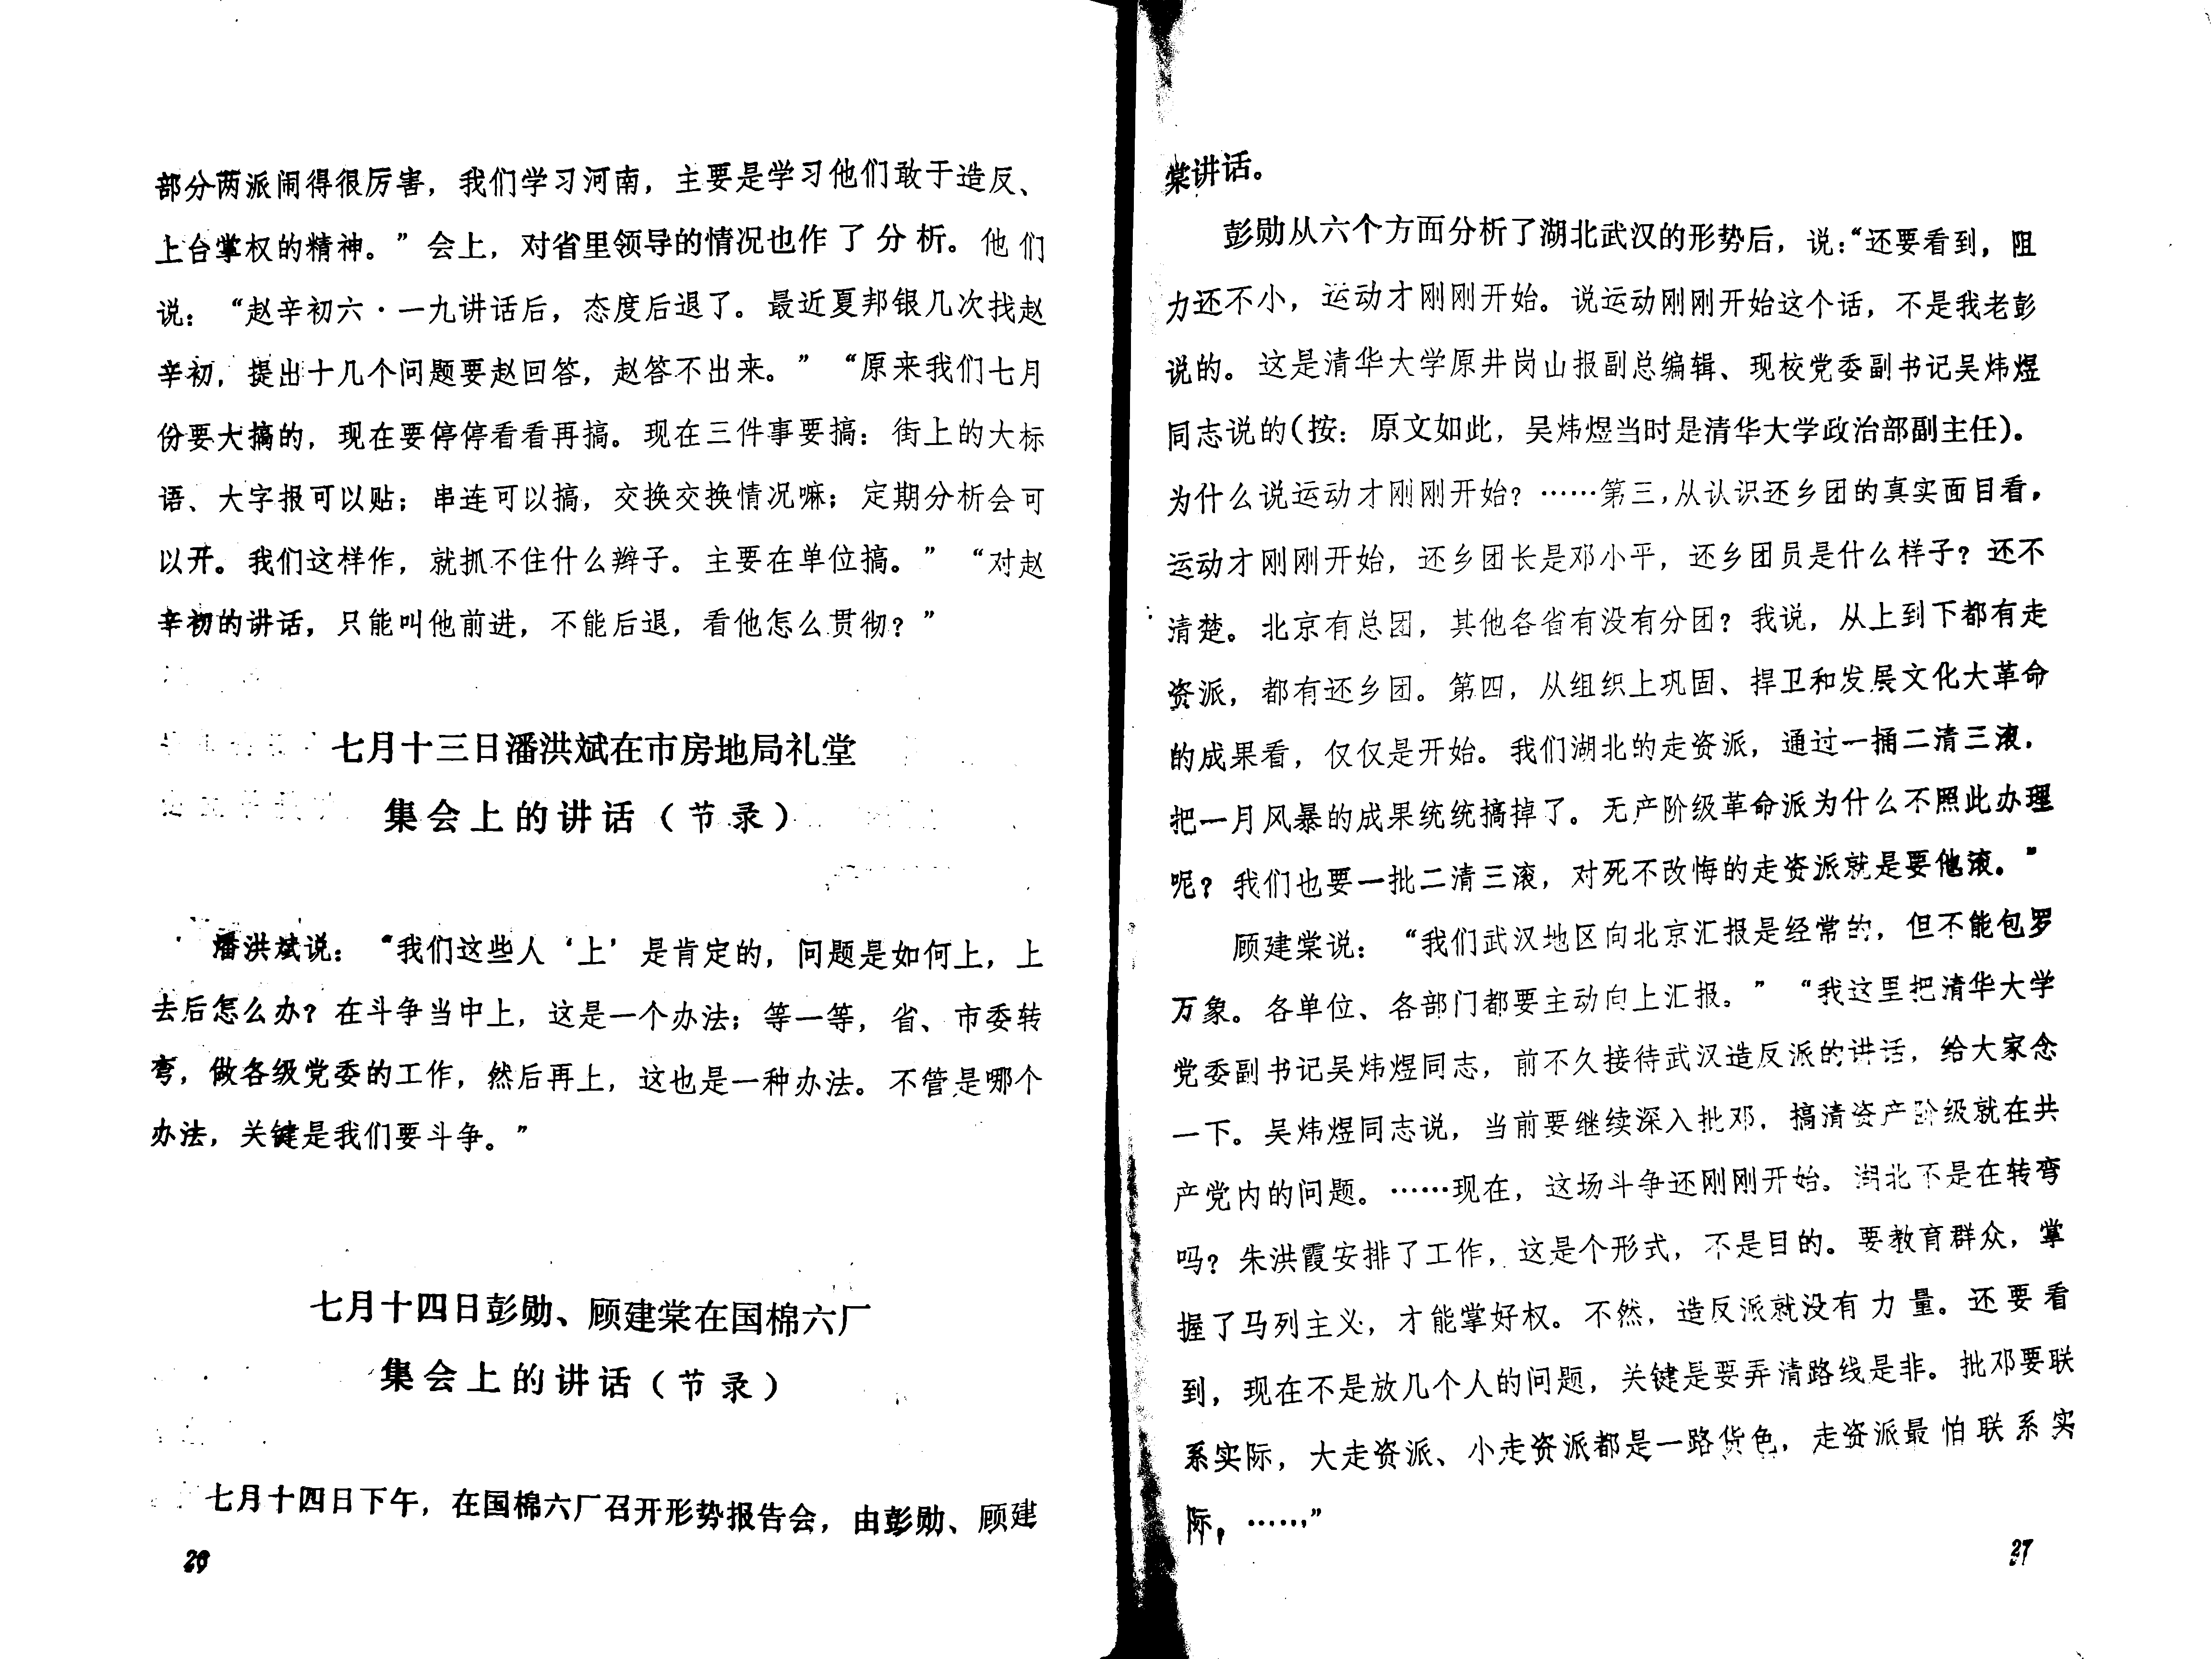 部分两派闹得很厉害，我们学习河南，主要是学习他们敢于造反、
上台掌权的精神。”会上，对省里领导的情况也作了分析。他们
说：“赵辛初六·一九讲话后，态度后退了。最近夏邦银几次找赵
辛初，提出十几个问题要赵回答，赵答不出来。”“原来我们七月
份要大搞的，现在要停停看看再搞。现在三件事要搞：街上的大标
语、大字报可以贴；串连可以搞，交换交换情况嘛；定期分析会可
以开。我们这样作，就抓不住什么辫子。主要在单位搞。”“对赵
辛初的讲话，只能叫他前进，不能后退，看他怎么贯彻？”
七月十三日潘洪斌在市房地局礼堂
集会上的讲话（节录）
潘洪斌说：“我们这些人‘上’是肯定的，问题是如何上，上
去后怎么办？在斗争当中上，这是一个办法；等一等，省、市委转
弯，做各级党委的工作，然后再上，这也是一种办法。不管是哪个
办法，关键是我们要斗争。”
七月十四日彭勋、顾建棠在国棉六厂
集会上的讲话（节录）
七月十四日下午，在国棉六厂召开形势报告会，由彭勋、顾建
26
棠讲话。
彭勋从六个方面分析了湖北武汉的形势后，说：“还要看到，阻
力还不小，运动才刚刚开始。说运动刚刚开始这个话，不是我老彭
说的。这是清华大学原井岗山报副总编辑、现校党委副书记吴炜煜
同志说的（按：原文如此，吴炜煜当时是清华大学政治部副主任）。
为什么说运动才刚刚开始？……第三，从认识还乡团的真实面目看，
运动才刚刚开始，还乡团长是邓小平，还乡团员是什么样子？还不
清楚。北京有总团，其他各省有没有分团？我说，从上到下都有走
资派，都有还乡团。第四，从组织上巩固、捍卫和发展文化大革命
的成果看，仅仅是开始。我们湖北的走资派，通过一捅二清三滚，
把一月风暴的成果统统搞掉了。无产阶级革命派为什么不照此办理
呢？我们也要一批二清三滚，对死不改悔的走资派就是要他滚。”
顾建棠说：“我们武汉地区向北京汇报是经常的，但不能包罗
万象。各单位、各部门都要主动向上汇报。”“我这里把清华大学
党委副书记吴炜煜同志，前不久接待武汉造反派的讲话，给大家念
一下。吴炜煜同志说，当前要继续深入批邓，搞清资产阶级就在共
产党内的问题。……现在，这场斗争还刚刚开始。湖北不是在转弯
吗？朱洪霞安排了工作，这是个形式，不是目的。要教育群众，掌
握了马列主义，才能掌好权。不然，造反派就没有力量。还要看
到，现在不是放几个人的问题，关键是要弄清路线是非。批邓要联
系实际，大走资派、小走资派都是一路货色，走资派最怕联系实
际，……”
27